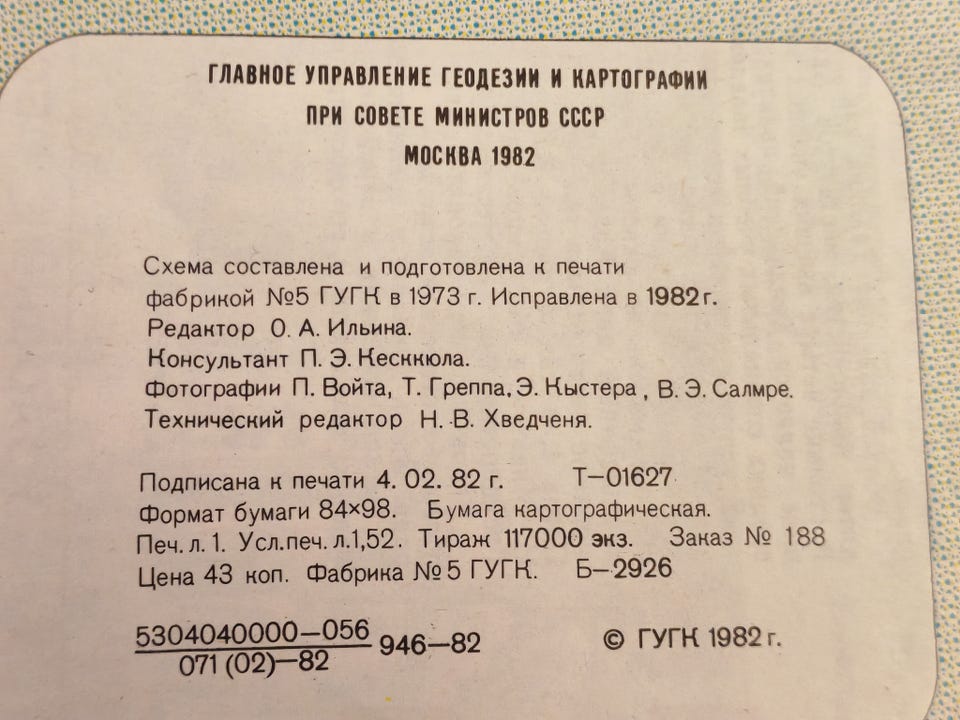 ГЛАВНОЕ УПРАВЛЕНИЕ ГЕОДЕЗИИ И КАРТОГРАФИИ
ПРИ СОВЕТЕ МИНИСТРОВ СССР
МОСКВА 1982
Схема составлена и подготовлена к печати
фабрикой №5 ГУГК в 1973 г. Исправлена в 1982 г.
Редактор О. А. Ильина.
Консультант П. Э. Кесккюла.
Фотографии П. Войта, Т. Греппа, Э. Кыстера, В. Э. Салмре.
Технический редактор Н. В. Хведченя.
Подписана к печати 4. 02. 82 г. Т—01627
Формат бумаги 84×98. Бумага картографическая.
Печ. л. 1. Усл.печ. л.1,52. Тираж 117000 экз. Заказ № 188
Цена 43 коп. Фабрика №5 ГУГК. Б—2926
5304040000—056
071 (02)—82
946—82
© ГУГК 1982 г.